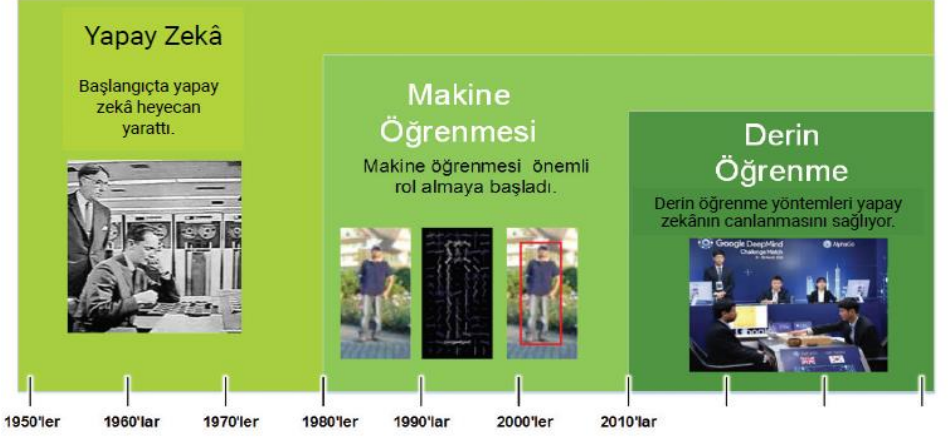 Yapay Zekâ
Başlangıçta yapay
zekâ heyecan
yarattı.
Makine
Öğrenmesi
Makine öğrenmesi önemli
rol almaya başladı.
Derin
Öğrenme
Derin öğrenme yöntemleri yapay
zekânın canlanmasını sağlıyor.
Google DeepMind
Challenge Match
AlphaGo
1950'ler 1960'lar 1970'ler 1980'ler 1990'lar 2000'ler 2010'lar